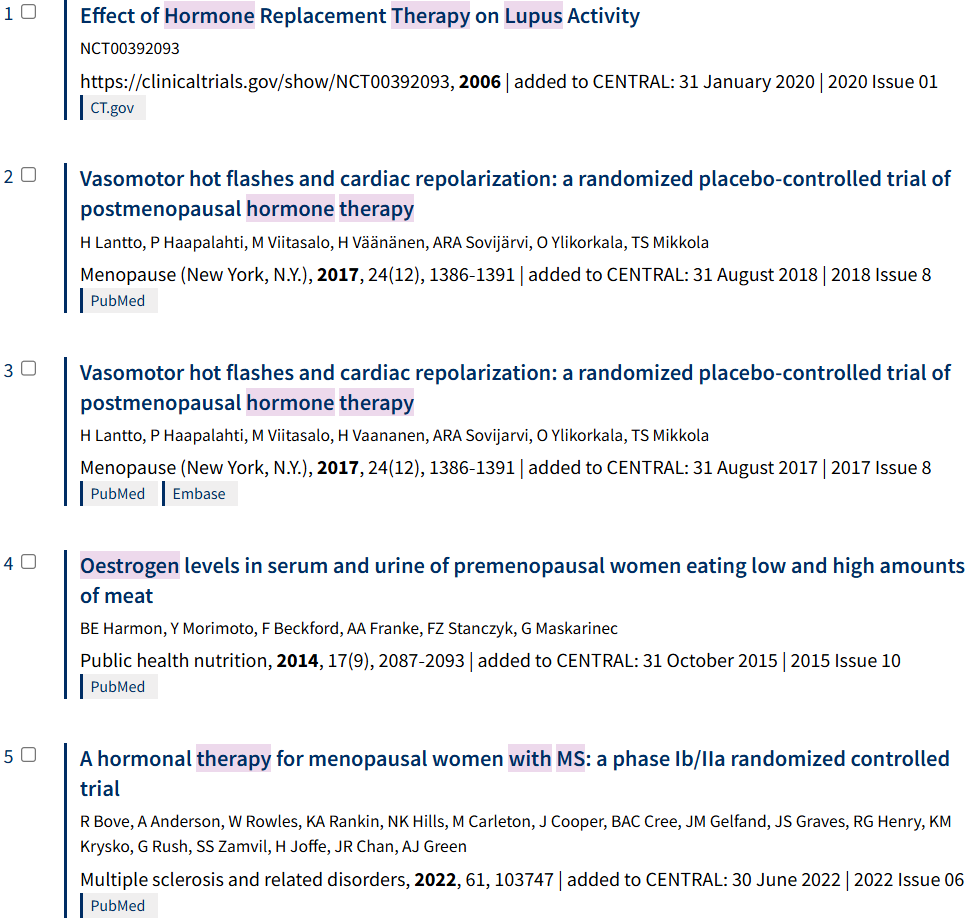 1
Effect of Hormone Replacement Therapy on Lupus Activity
NCT00392093
https://clinicaltrials.gov/show/NCT00392093, 2006 | added to CENTRAL: 31 January 2020 | 2020 Issue 01
CT.gov
2
Vasomotor hot flashes and cardiac repolarization: a randomized placebo-controlled trial of
postmenopausal hormone therapy
H Lantto, P Haapalahti, M Viitasalo, H Väänänen, ARA Sovijärvi, O Ylikorkala, TS Mikkola
Menopause (New York, N.Y.), 2017, 24(12), 1386-1391 | added to CENTRAL: 31 August 2018 | 2018 Issue 8
PubMed
3
Vasomotor hot flashes and cardiac repolarization: a randomized placebo-controlled trial of
postmenopausal hormone therapy
H Lantto, P Haapalahti, M Viitasalo, H Vaananen, ARA Sovijarvi, O Ylikorkala, TS Mikkola
Menopause (New York, N.Y.), 2017, 24(12), 1386-1391 | added to CENTRAL: 31 August 2017 | 2017 Issue 8
PubMed Embase
4
Oestrogen levels in serum and urine of premenopausal women eating low and high amounts
of meat
BE Harmon, Y Morimoto, F Beckford, AA Franke, FZ Stanczyk, G Maskarinec
Public health nutrition, 2014, 17(9), 2087-2093 | added to CENTRAL: 31 October 2015 | 2015 Issue 10
PubMed
5
A hormonal therapy for menopausal women with MS: a phase Ib/IIa randomized controlled
trial
R Bove, A Anderson, W Rowles, KA Rankin, NK Hills, M Carleton, J Cooper, BAC Cree, JM Gelfand, JS Graves, RG Henry, KM
Krysko, G Rush, SS Zamvil, H Joffe, JR Chan, AJ Green
Multiple sclerosis and related disorders, 2022, 61, 103747 | added to CENTRAL: 30 June 2022 | 2022 Issue 06
PubMed